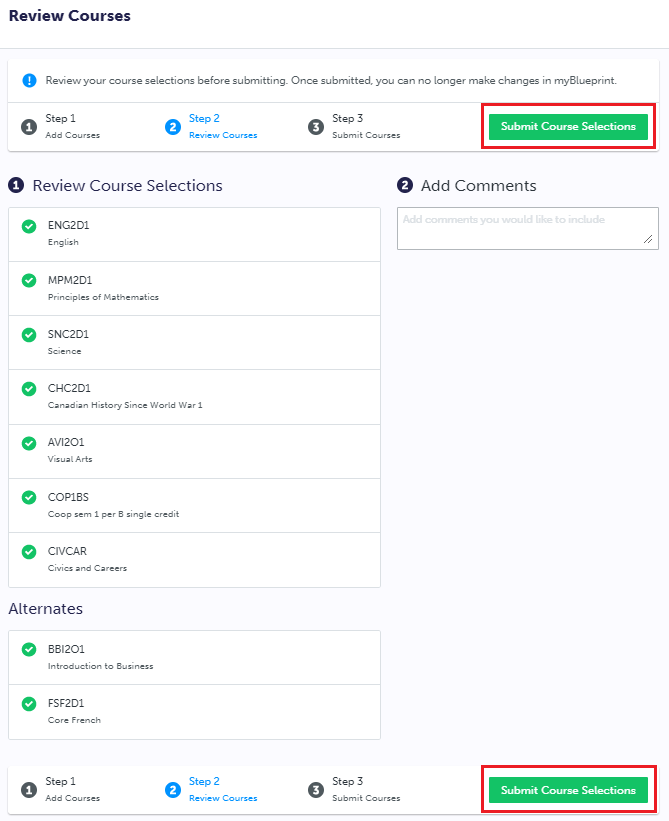 Review Courses
! Review your course selections before submitting. Once submitted, you can no longer make changes in myBlueprint.
1 Step 1 Add Courses
2 Step 2 Review Courses
3 Step 3 Submit Courses
Submit Course Selections
1 Review Course Selections
ENG2D1
English
MPM2D1
Principles of Mathematics
SNC2D1
Science
CHC2D1
Canadian History Since World War 1
AVI2O1
Visual Arts
COP1BS
Coop sem 1 per B single credit
CIVCAR
Civics and Careers
Alternates
BBI2O1
Introduction to Business
FSF2D1
Core French
2 Add Comments
Add comments you would like to include
1 Step 1 Add Courses
2 Step 2 Review Courses
3 Step 3 Submit Courses
Submit Course Selections